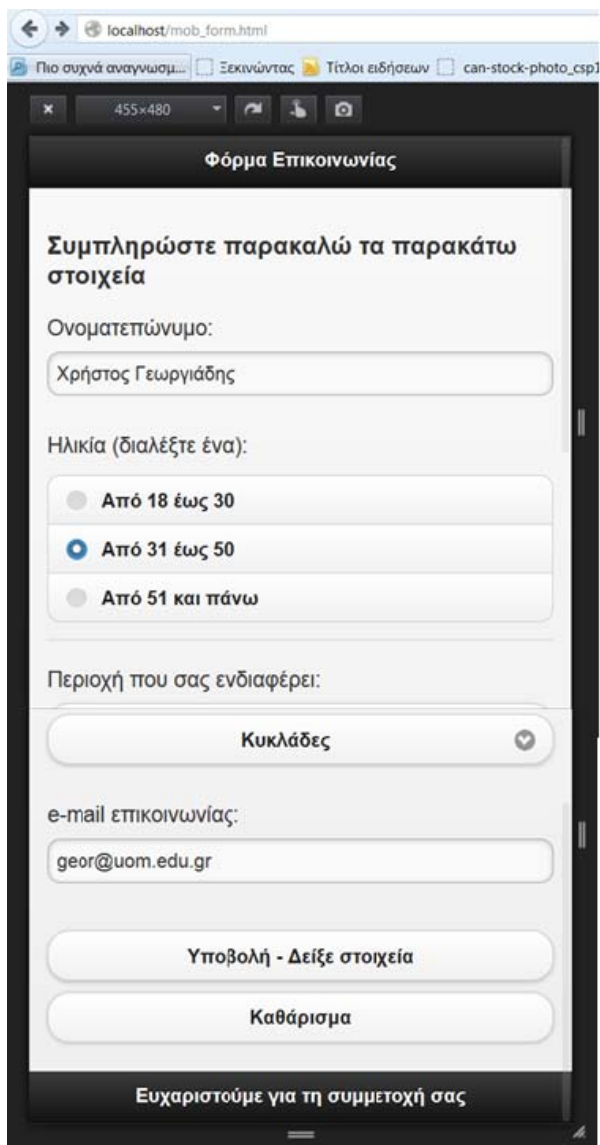 localhost/mob_form.html
Πιο συχνά αναγνωσμ... Ξεκινώντας Τίτλοι ειδήσεων can-stock-photo_csp1
455×480
Φόρμα Επικοινωνίας
Συμπληρώστε παρακαλώ τα παρακάτω
στοιχεία
Ονοματεπώνυμο:
Χρήστος Γεωργιάδης
Ηλικία (διαλέξτε ένα):
Από 18 έως 30
Από 31 έως 50
Από 51 και πάνω
Περιοχή που σας ενδιαφέρει:
Κυκλάδες
e-mail επικοινωνίας:
geor@uom.edu.gr
Υποβολή - Δείξε στοιχεία
Καθάρισμα
Ευχαριστούμε για τη συμμετοχή σας